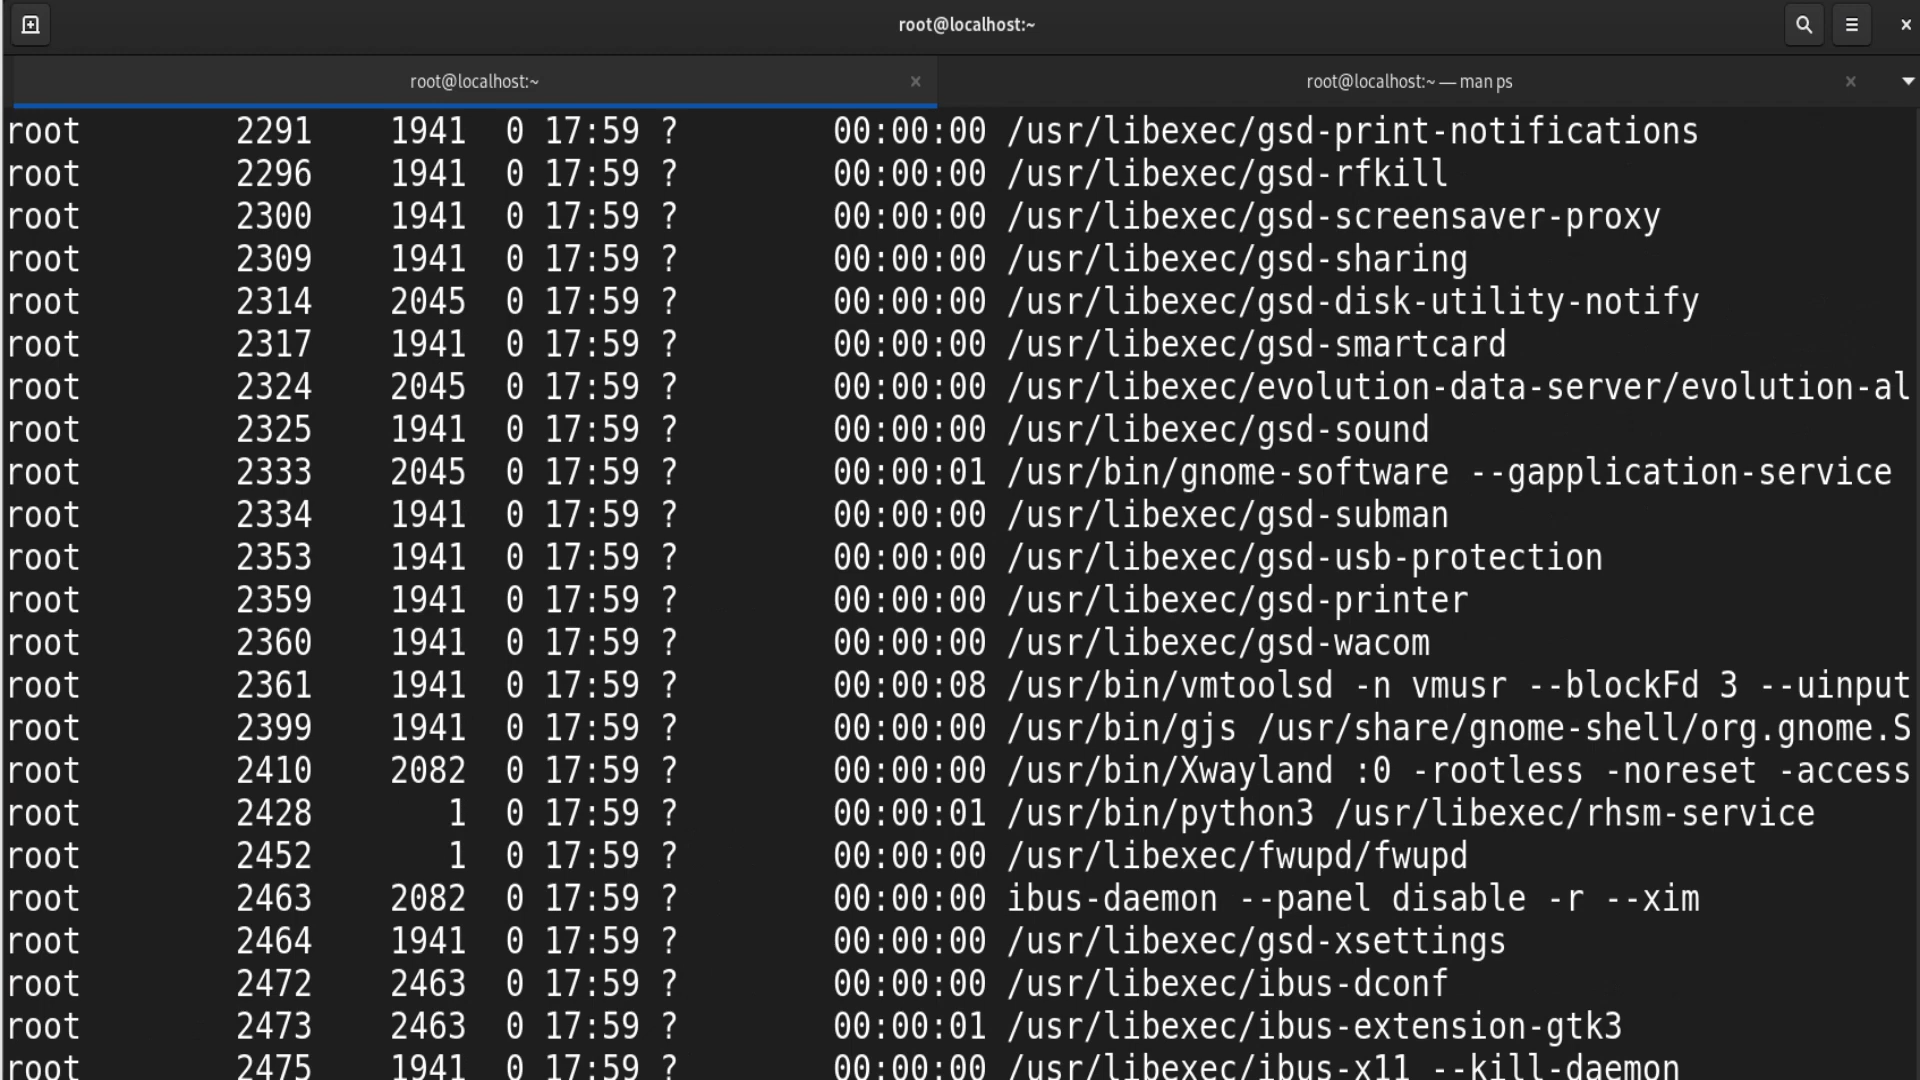 root@localhost:~
root@localhost:~
root@localhost:~ — man ps
root 2291 1941 0 17:59 ? 00:00:00 /usr/libexec/gsd-print-notifications
root 2296 1941 0 17:59 ? 00:00:00 /usr/libexec/gsd-rfkill
root 2300 1941 0 17:59 ? 00:00:00 /usr/libexec/gsd-screensaver-proxy
root 2309 1941 0 17:59 ? 00:00:00 /usr/libexec/gsd-sharing
root 2314 2045 0 17:59 ? 00:00:00 /usr/libexec/gsd-disk-utility-notify
root 2317 1941 0 17:59 ? 00:00:00 /usr/libexec/gsd-smartcard
root 2324 2045 0 17:59 ? 00:00:00 /usr/libexec/evolution-data-server/evolution-al
root 2325 1941 0 17:59 ? 00:00:00 /usr/libexec/gsd-sound
root 2333 2045 0 17:59 ? 00:00:01 /usr/bin/gnome-software --gapplication-service
root 2334 1941 0 17:59 ? 00:00:00 /usr/libexec/gsd-subman
root 2353 1941 0 17:59 ? 00:00:00 /usr/libexec/gsd-usb-protection
root 2359 1941 0 17:59 ? 00:00:00 /usr/libexec/gsd-printer
root 2360 1941 0 17:59 ? 00:00:00 /usr/libexec/gsd-wacom
root 2361 1941 0 17:59 ? 00:00:08 /usr/bin/vmtoolsd -n vmusr --blockFd 3 --uinput
root 2399 1941 0 17:59 ? 00:00:00 /usr/bin/gjs /usr/share/gnome-shell/org.gnome.S
root 2410 2082 0 17:59 ? 00:00:00 /usr/bin/Xwayland :0 -rootless -noreset -access
root 2428 1 0 17:59 ? 00:00:01 /usr/bin/python3 /usr/libexec/rhsm-service
root 2452 1 0 17:59 ? 00:00:00 /usr/libexec/fwupd/fwupd
root 2463 2082 0 17:59 ? 00:00:00 ibus-daemon --panel disable -r --xim
root 2464 1941 0 17:59 ? 00:00:00 /usr/libexec/gsd-xsettings
root 2472 2463 0 17:59 ? 00:00:00 /usr/libexec/ibus-dconf
root 2473 2463 0 17:59 ? 00:00:01 /usr/libexec/ibus-extension-gtk3
root 2475 1941 0 17:59 ? 00:00:00 /usr/libexec/ibus-x11 --kill-daemon